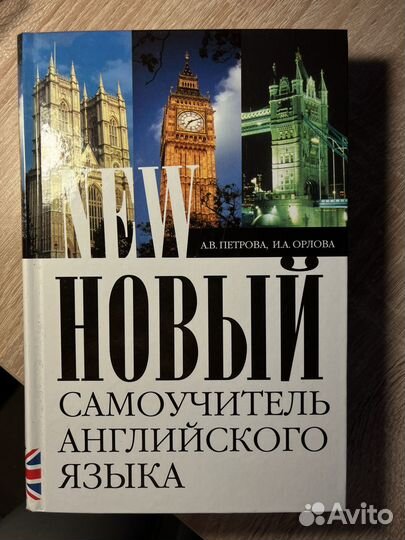 NEW
А.В. ПЕТРОВА, И.А. ОРЛОВА
НОВЫЙ
САМОУЧИТЕЛЬ
АНГЛИЙСКОГО
ЯЗЫКА
Avito